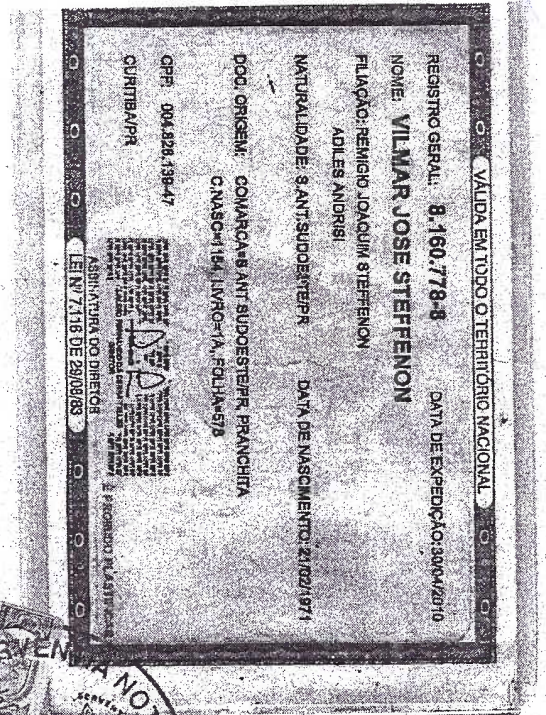 VÁLIDA EM TODO O TERRITÓRIO NACIONAL
REGISTRO GERAL: 8.160.778-8 DATA DE EXPEDIÇÃO: 30/04/2010
NOME: VILMAR JOSE STEFFENON
FILIAÇÃO: REMIGIO JOAQUIM STEFFENON
ADILES ANDRISI
NATURALIDADE: S.ANT.SUDOESTE/PR DATA DE NASCIMENTO: 21/02/1971
DOC. ORIGEM: COMARCA=S.ANT.SUDOESTE/PR, PRANCHITA
C.NASC=1154, LIVRO=1A, FOLHA=578
CPF: 004.828.139-47
CURITIBA/PR
ASSINATURA DO DIRETOR
É PROIBIDO PLASTIFICAR
LEI Nº 7.116 DE 29/08/83